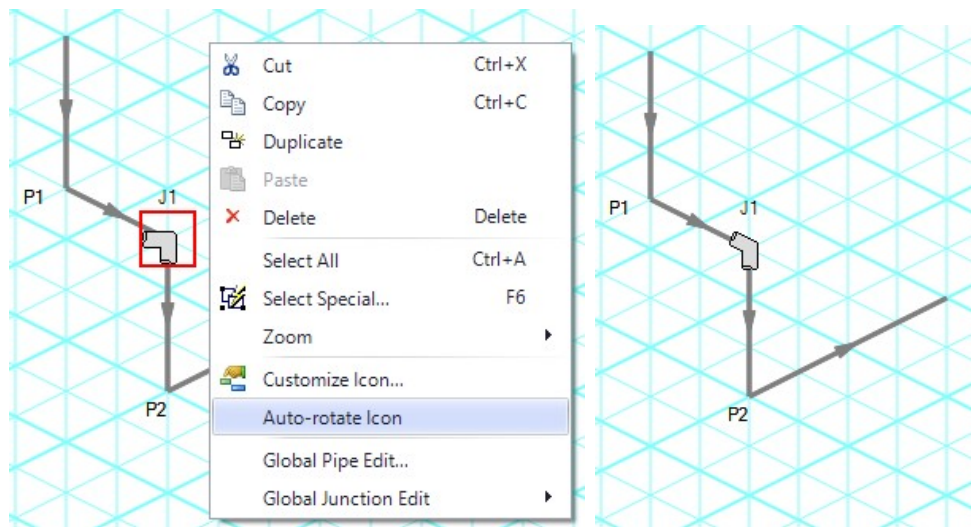 P1
J1
P2
Cut Ctrl+X
Copy Ctrl+C
Duplicate
Paste
Delete Delete
Select All Ctrl+A
Select Special... F6
Zoom
Customize Icon...
Auto-rotate Icon
Global Pipe Edit...
Global Junction Edit
P1
J1
P2